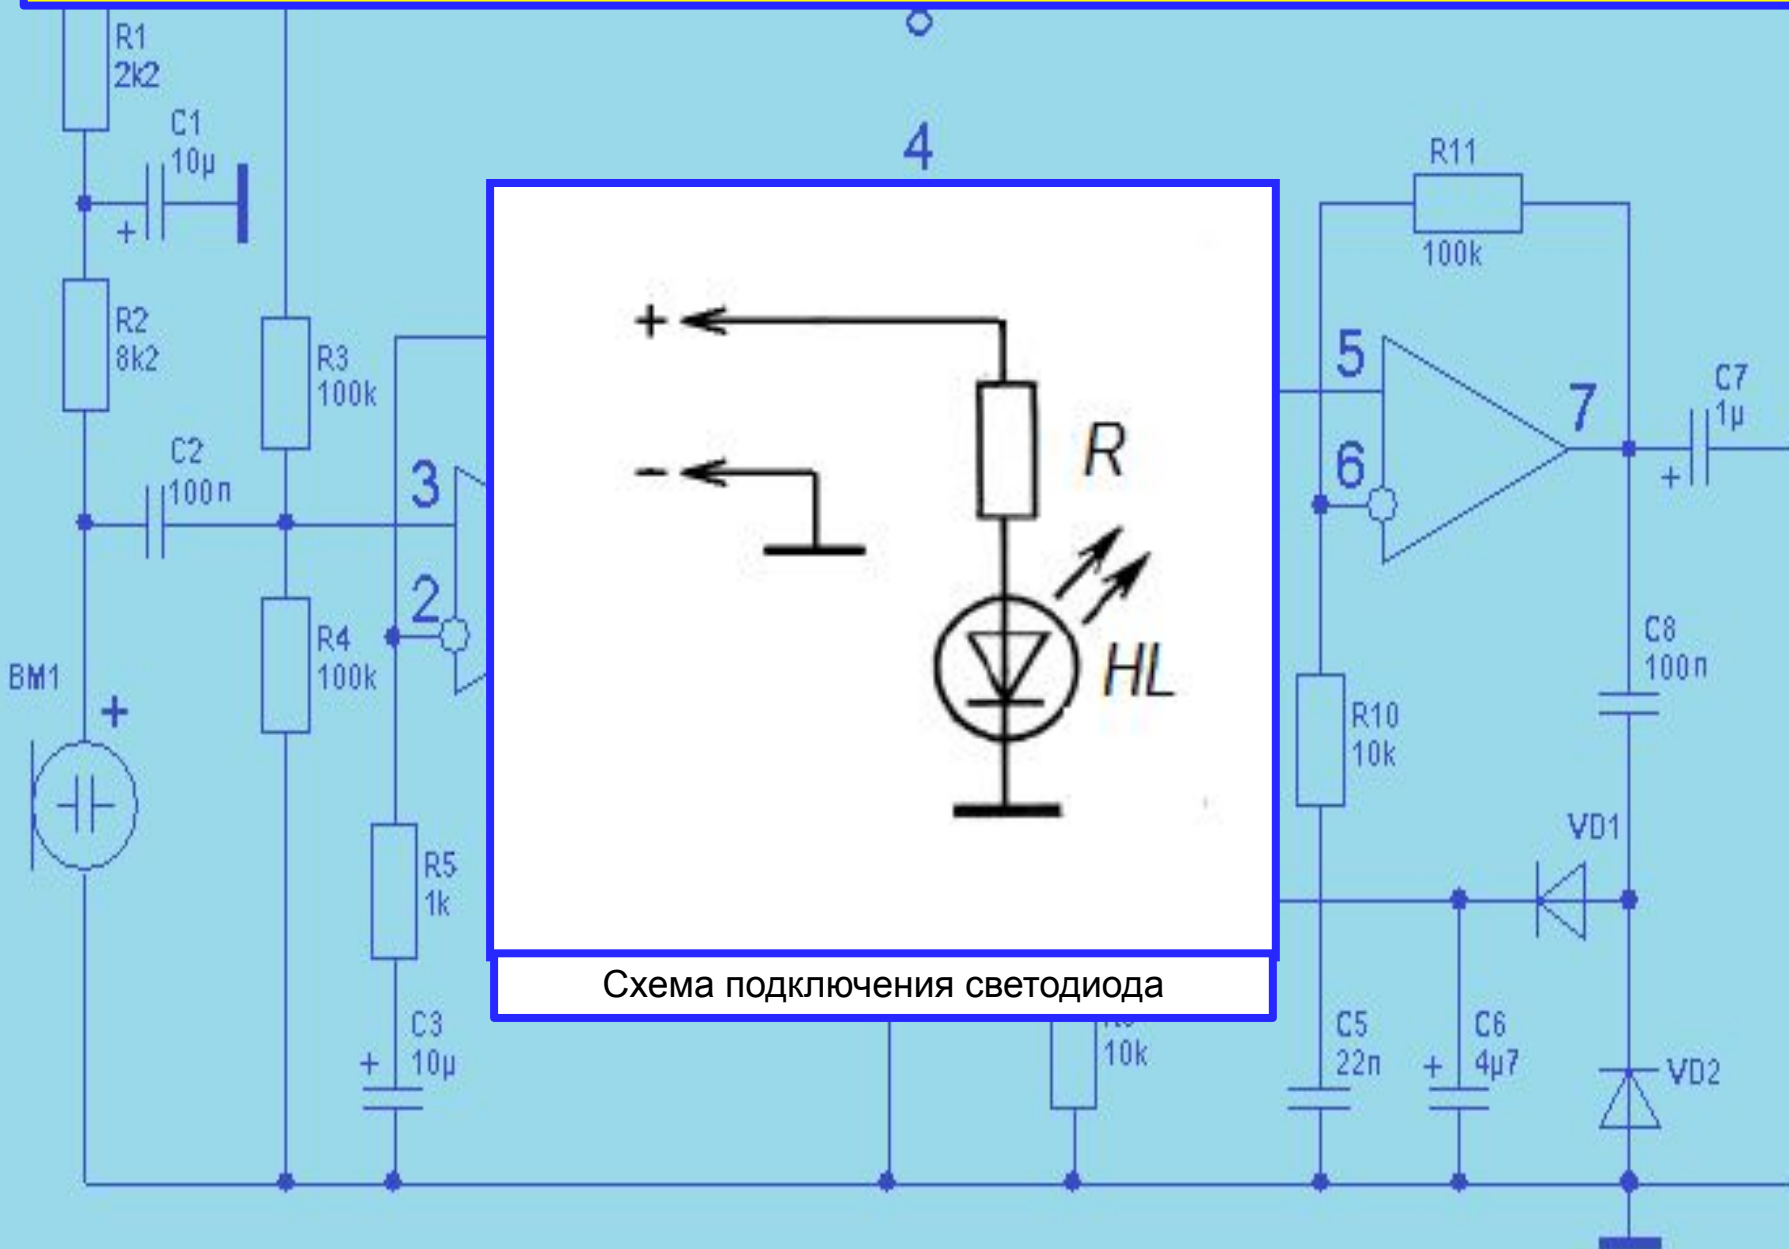 R1
2k2
C1
10µ
+
R2
8k2
R3
100k
C2
100n
3
2
R4
100k
BM1
+
R5
1k
C3
+ 10µ
4
+
-
R
HL
Схема подключения светодиода
10k
R11
100k
5
6
7
C7
1µ
+
C8
100n
R10
10k
VD1
C5
22n
C6
+ 4µ7
VD2